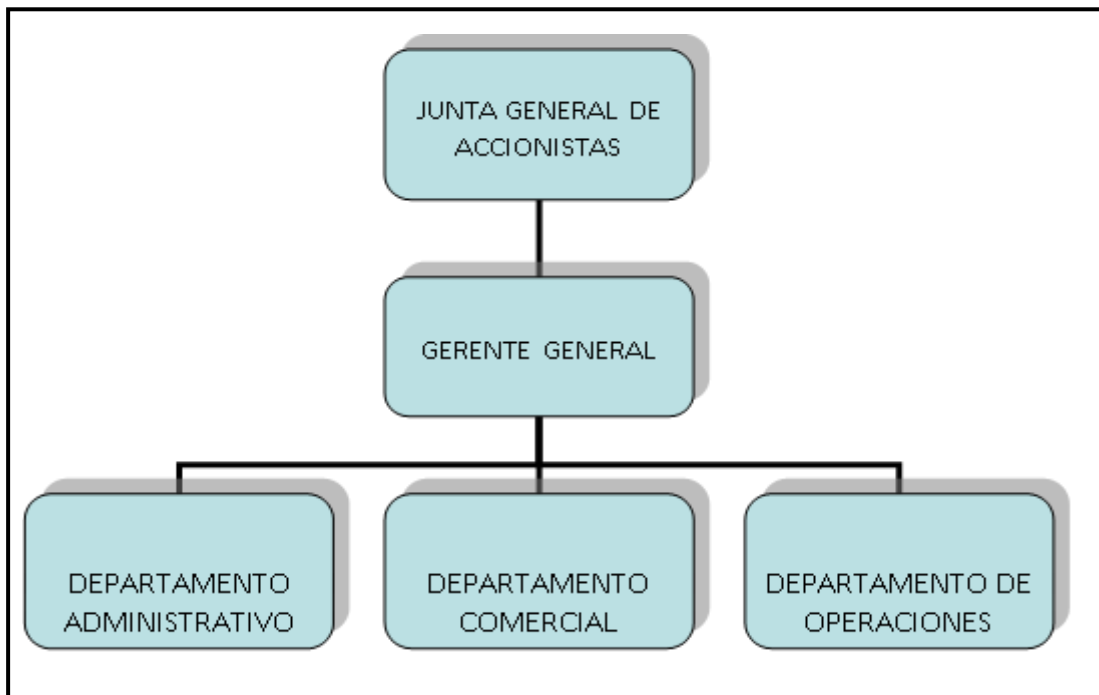 JUNTA GENERAL DE
ACCIONISTAS
GERENTE GENERAL
DEPARTAMENTO
ADMINISTRATIVO
DEPARTAMENTO
COMERCIAL
DEPARTAMENTO DE
OPERACIONES